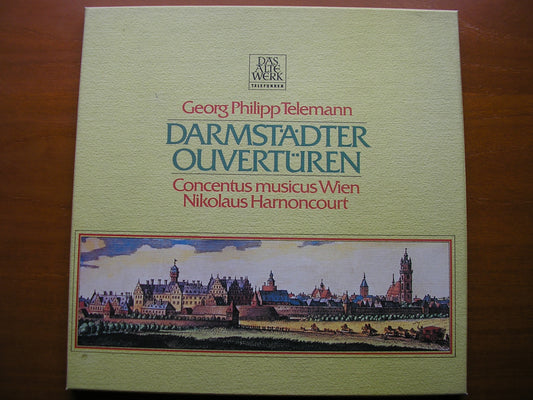 DAS
ALTE
WERK
TELEFUNKEN
Georg Philipp Telemann
DARMSTÄDTER
OUVERTÜREN
Concentus musicus Wien
Nikolaus Harnoncourt